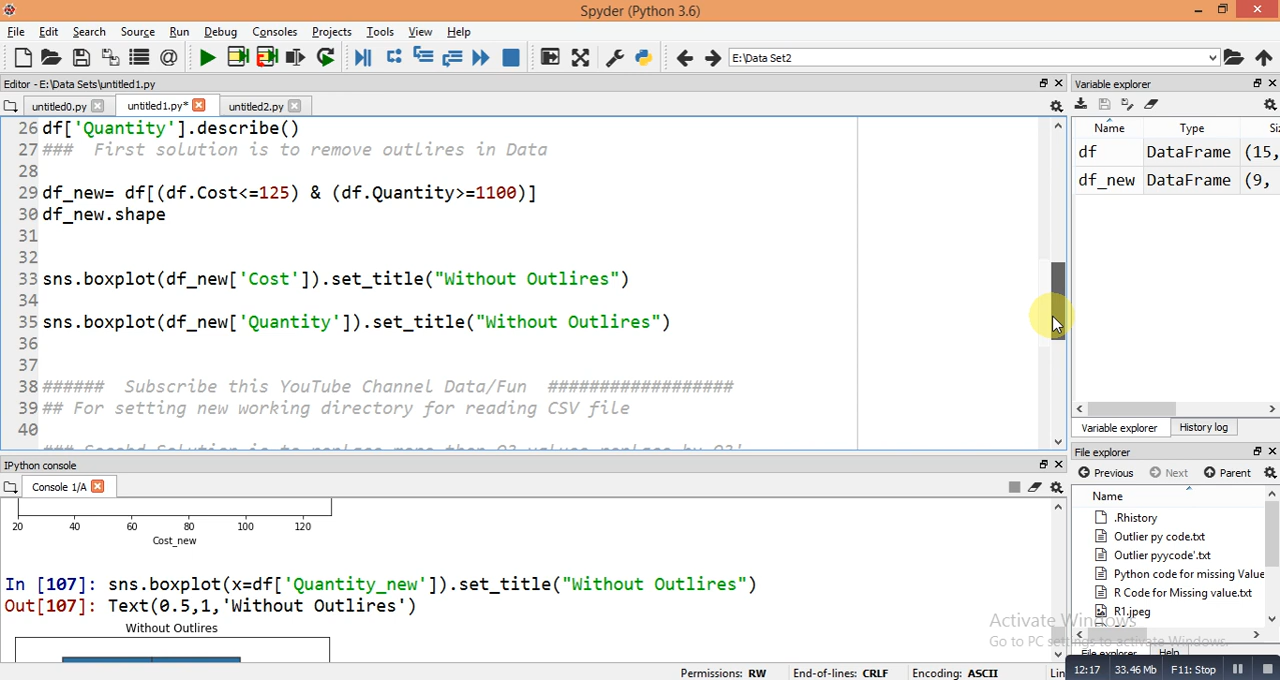 Spyder (Python 3.6)
File Edit Search Source Run Debug Consoles Projects Tools View Help
E:\Data Set2
Editor - E:\Data Sets\untitled1.py
Variable explorer
untitled0.py untitled1.py* untitled2.py
Name Type Siz
df DataFrame (15,
df_new DataFrame (9,
26 df['Quantity'].describe()
27 ### First solution is to remove outlires in Data
28
29 df_new= df[(df.Cost<=125) & (df.Quantity>=1100)]
30 df_new.shape
31
32
33 sns.boxplot(df_new['Cost']).set_title("Without Outlires")
34
35 sns.boxplot(df_new['Quantity']).set_title("Without Outlires")
36
37
38 ###### Subscribe this YouTube Channel Data/Fun ##################
39 ## For setting new working directory for reading CSV file
40
Variable explorer History log
File explorer
Previous Next Parent
Name
.Rhistory
Outlier py code.txt
Outlier pyycode'.txt
Python code for missing Value
R Code for Missing value.txt
R1.jpeg
File explorer Help
IPython console
Console 1/A
20 40 60 80 100 120
Cost_new
In [107]: sns.boxplot(x=df['Quantity_new']).set_title("Without Outlires")
Out[107]: Text(0.5,1,'Without Outlires')
Without Outlires
Activate Windows
Go to PC settings to activate Windows.
Permissions: RW End-of-lines: CRLF Encoding: ASCII Lin
12:17 33.46 Mb F11: Stop